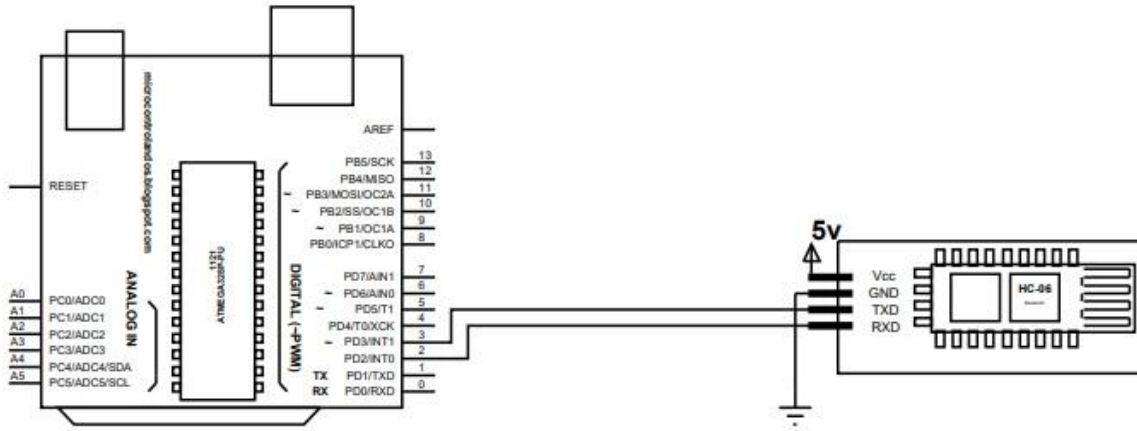 microcontrolandos.blogspot.com
RESET
AREF
PB5/SCK 13
PB4/MISO 12
~ PB3/MOSI/OC2A 11
~ PB2/SS/OC1B 10
~ PB1/OC1A 9
PB0/ICP1/CLKO 8
1121
ATMEGA328P-PU
DIGITAL (~PWM)
ANALOG IN
PD7/AIN1 7
~ PD6/AIN0 6
~ PD5/T1 5
PD4/T0/XCK 4
~ PD3/INT1 3
PD2/INT0 2
TX PD1/TXD 1
RX PD0/RXD 0
A0 PC0/ADC0
A1 PC1/ADC1
A2 PC2/ADC2
A3 PC3/ADC3
A4 PC4/ADC4/SDA
A5 PC5/ADC5/SCL
5v
Vcc
GND
TXD
RXD
HC-06